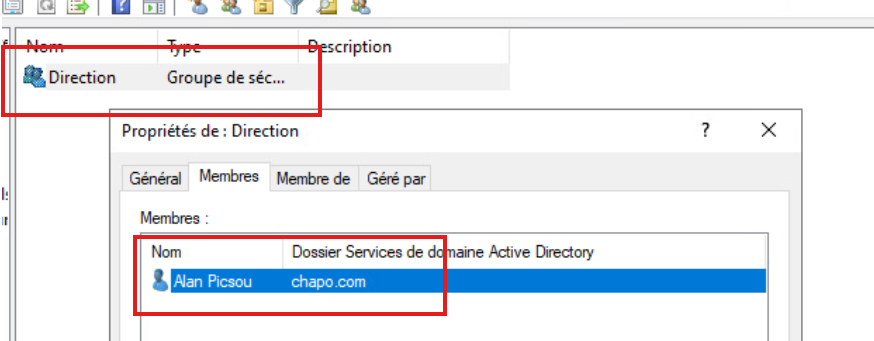 Nom Type Description
Direction Groupe de séc...
Propriétés de : Direction ? X
Général Membres Membre de Géré par
Membres :
Nom Dossier Services de domaine Active Directory
Alan Picsou chapo.com